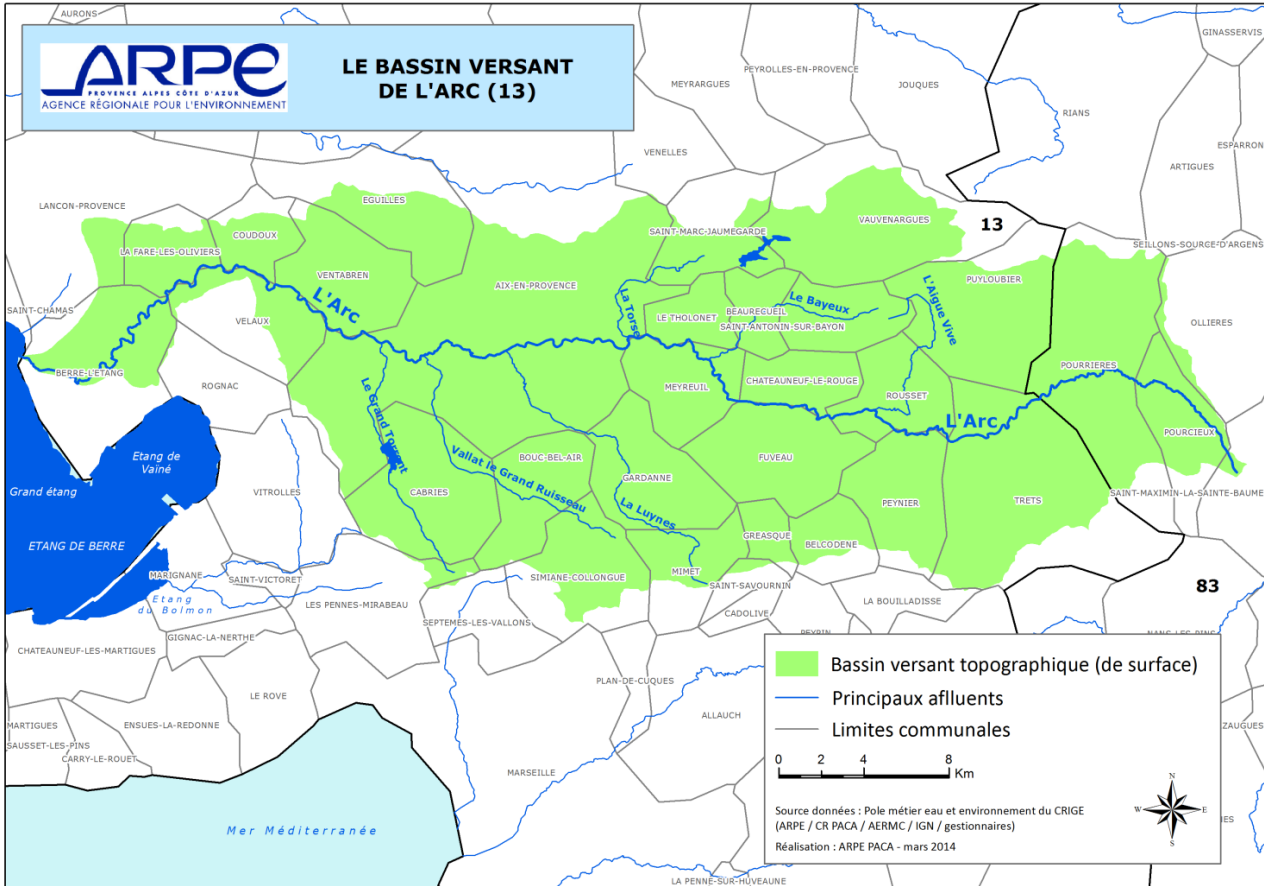 AURONS
ARPE
PROVENCE ALPES CÔTE D'AZUR
AGENCE RÉGIONALE POUR L'ENVIRONNEMENT
LE BASSIN VERSANT
DE L'ARC (13)
GINASSERVIS
PEYROLLES-EN-PROVENCE
MEYRARGUES
JOUQUES
RIANS
ESPARRON
VENELLES
ARTIGUES
LANCON-PROVENCE
EGUILLES
VAUVENARGUES
13
SAINT-MARC-JAUMEGARDE
COUDOUX
LA FARE-LES-OLIVIERS
SEILLONS-SOURCE-D'ARGENS
VENTABREN
AIX-EN-PROVENCE
PUYLOUBIER
L'Arc
La Torse
Le Bayeux
L'Aigue Vive
SAINT-CHAMAS
BEAURECUEIL
LE THOLONET
SAINT-ANTONIN-SUR-BAYON
VELAUX
OLLIERES
BERRE-L'ETANG
POURRIERES
ROGNAC
MEYREUIL
CHATEAUNEUF-LE-ROUGE
ROUSSET
Le Grand Torrent
L'Arc
POURCIEUX
Vallat le Grand Ruisseau
BOUC-BEL-AIR
FUVEAU
Etang de
Vaïné
GARDANNE
Grand étang
VITROLLES
CABRIES
SAINT-MAXIMIN-LA-SAINTE-BAUME
PEYNIER
TRETS
La Luynes
GREASQUE
BELCODENE
ETANG DE BERRE
MARIGNANE
SAINT-VICTORET
SIMIANE-COLLONGUE
MIMET
SAINT-SAVOURNIN
83
Etang
du Bolmon
LES PENNES-MIRABEAU
LA BOUILLADISSE
CADOLIVE
SEPTEMES-LES-VALLONS
PEYPIN
NANS-LES-PINS
GIGNAC-LA-NERTHE
CHATEAUNEUF-LES-MARTIGUES
PLAN-DE-CUQUES
LE ROVE
ALLAUCH
MARTIGUES
ENSUES-LA-REDONNE
ZAUGUES
SAUSSET-LES-PINS
CARRY-LE-ROUET
MARSEILLE
Mer Méditerranée
LA PENNE-SUR-HUVEAUNE
Bassin versant topographique (de surface)
Principaux aflluents
Limites communales
0 2 4 8
Km
Source données : Pole métier eau et environnement du CRIGE
(ARPE / CR PACA / AERMC / IGN / gestionnaires)
Réalisation : ARPE PACA - mars 2014
N
W E
S